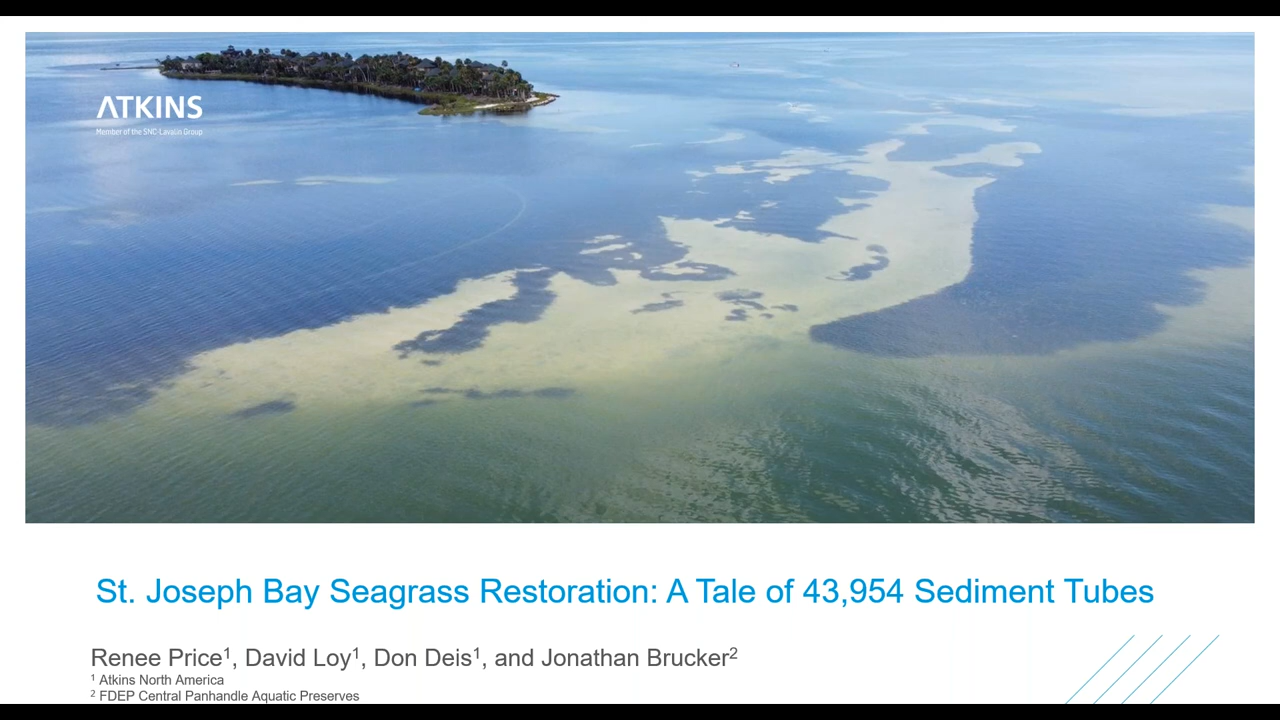 ATKINS
Member of the SNC-Lavalin Group
St. Joseph Bay Seagrass Restoration: A Tale of 43,954 Sediment Tubes
Renee Price¹, David Loy¹, Don Deis¹, and Jonathan Brucker²
¹ Atkins North America
² FDEP Central Panhandle Aquatic Preserves